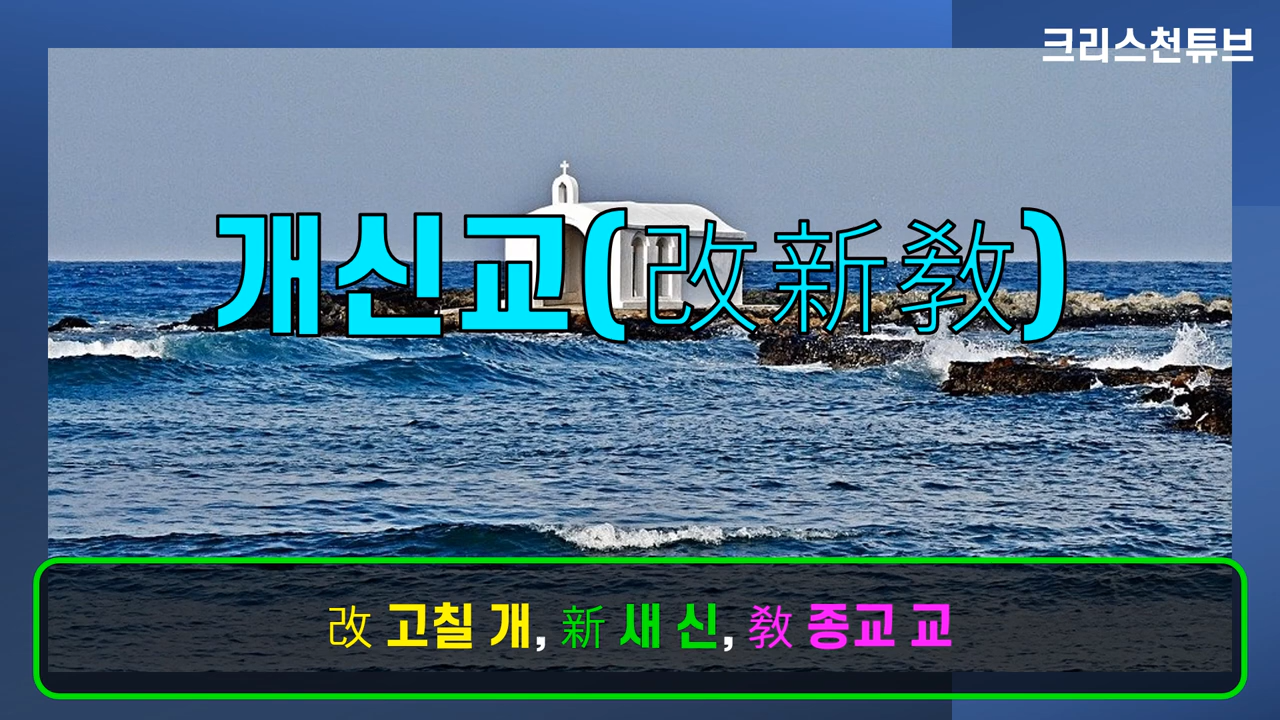 크리스천튜브
개신교(改新敎)
改 고칠 개, 新 새 신, 敎 종교 교